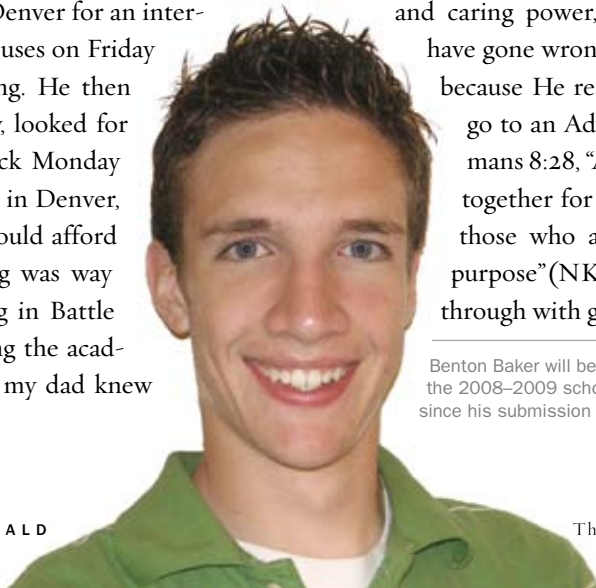 Denver for an inter-
uses on Friday
ng. He then
, looked for
ck Monday
in Denver,
ould afford
g was way
g in Battle
ng the acad-
my dad knew
and caring power,
have gone wron
because He re
go to an Ad
mans 8:28, “A
together for
those who a
purpose”(NK
through with g
Benton Baker will be
the 2008–2009 scho
since his submission
ALD
Th